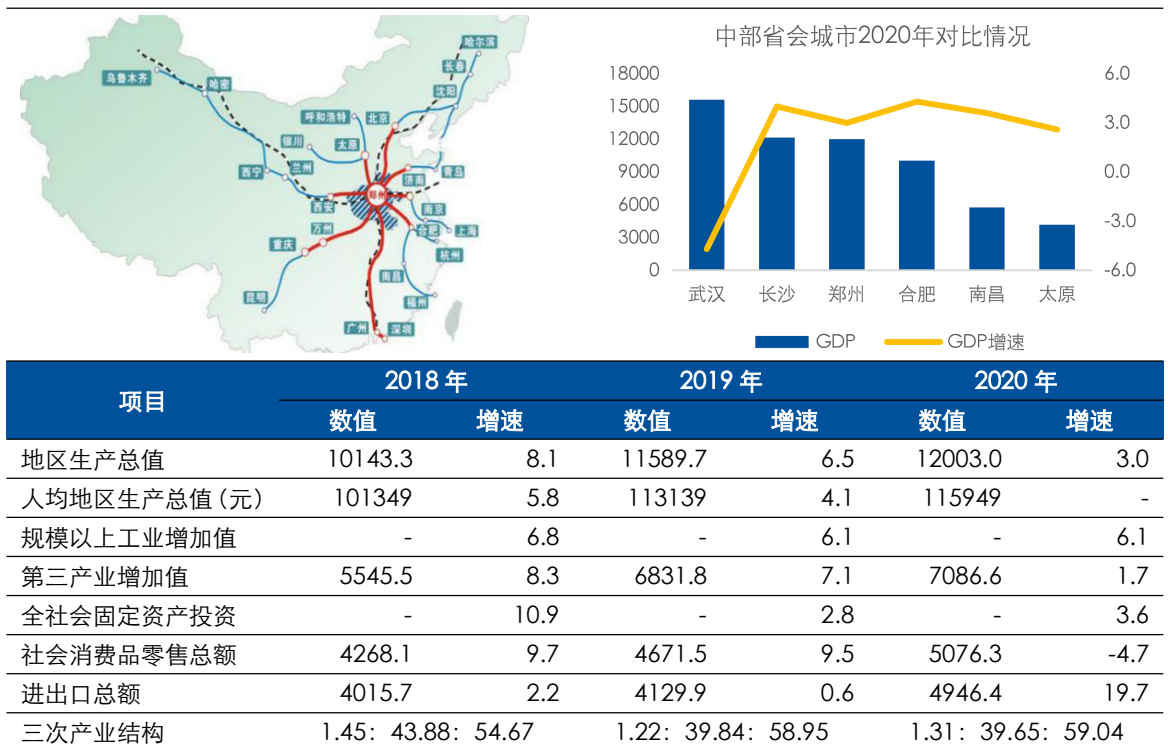 哈尔滨
长春
乌鲁木齐
哈密
沈阳
呼和浩特
北京
银川
太原
西宁
兰州
济南
青岛
郑州
西安
南京
万州
合肥
上海
重庆
杭州
南昌
昆明
福州
广州
深圳
中部省会城市2020年对比情况
18000 6.0
15000
12000 3.0
9000 0.0
6000
3000 -3.0
0 -6.0
武汉 长沙 郑州 合肥 南昌 太原
GDP GDP增速
项目 2018 年 2019 年 2020 年
数值 增速 数值 增速 数值 增速
地区生产总值 10143.3 8.1 11589.7 6.5 12003.0 3.0
人均地区生产总值(元) 101349 5.8 113139 4.1 115949 -
规模以上工业增加值 - 6.8 - 6.1 - 6.1
第三产业增加值 5545.5 8.3 6831.8 7.1 7086.6 1.7
全社会固定资产投资 - 10.9 - 2.8 - 3.6
社会消费品零售总额 4268.1 9.7 4671.5 9.5 5076.3 -4.7
进出口总额 4015.7 2.2 4129.9 0.6 4946.4 19.7
三次产业结构 1.45: 43.88: 54.67 1.22: 39.84: 58.95 1.31: 39.65: 59.04